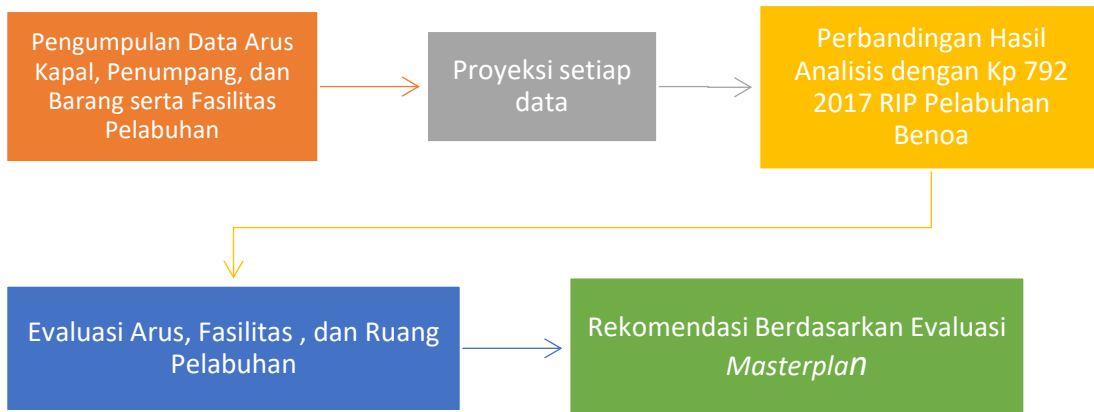 Pengumpulan Data Arus
Kapal, Penumpang, dan
Barang serta Fasilitas
Pelabuhan
Proyeksi setiap
data
Perbandingan Hasil
Analisis dengan Kp 792
2017 RIP Pelabuhan
Benoa
Evaluasi Arus, Fasilitas , dan Ruang
Pelabuhan
Rekomendasi Berdasarkan Evaluasi
Masterplan